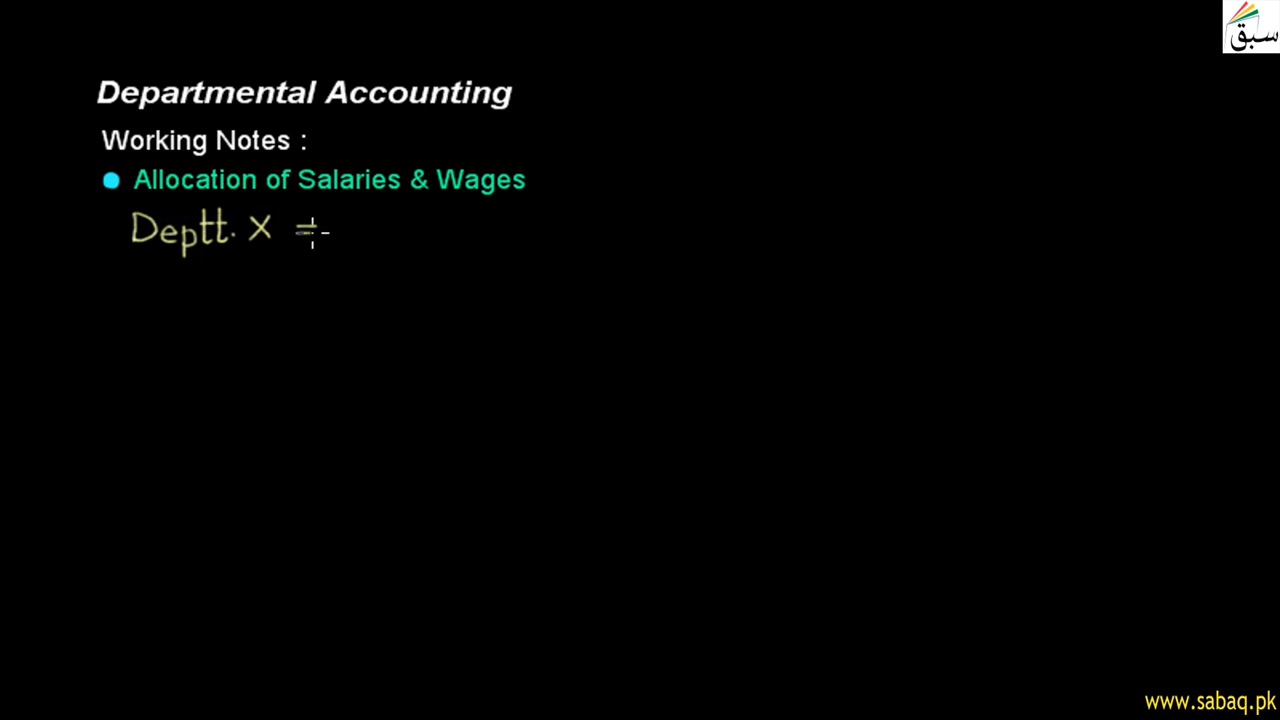 سبق
Departmental Accounting
Working Notes :
Allocation of Salaries & Wages
Deptt. X =
www.sabaq.pk